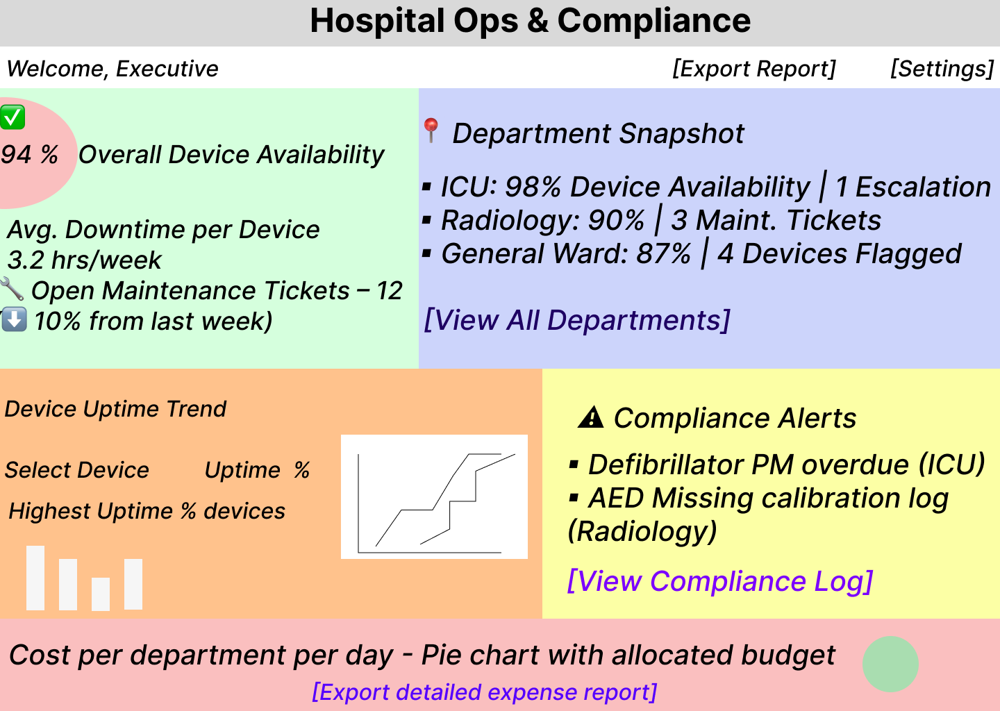 Hospital Ops & Compliance
Welcome, Executive
[Export Report]
[Settings]
✅
94 %
Overall Device Availability
Avg. Downtime per Device
3.2 hrs/week
🔧 Open Maintenance Tickets – 12
(⬇️ 10% from last week)
📍 Department Snapshot
▪ ICU: 98% Device Availability | 1 Escalation
▪ Radiology: 90% | 3 Maint. Tickets
▪ General Ward: 87% | 4 Devices Flagged
[View All Departments]
Device Uptime Trend
Select Device
Uptime %
Highest Uptime % devices
⚠ Compliance Alerts
▪ Defibrillator PM overdue (ICU)
▪ AED Missing calibration log
(Radiology)
[View Compliance Log]
Cost per department per day - Pie chart with allocated budget
[Export detailed expense report]